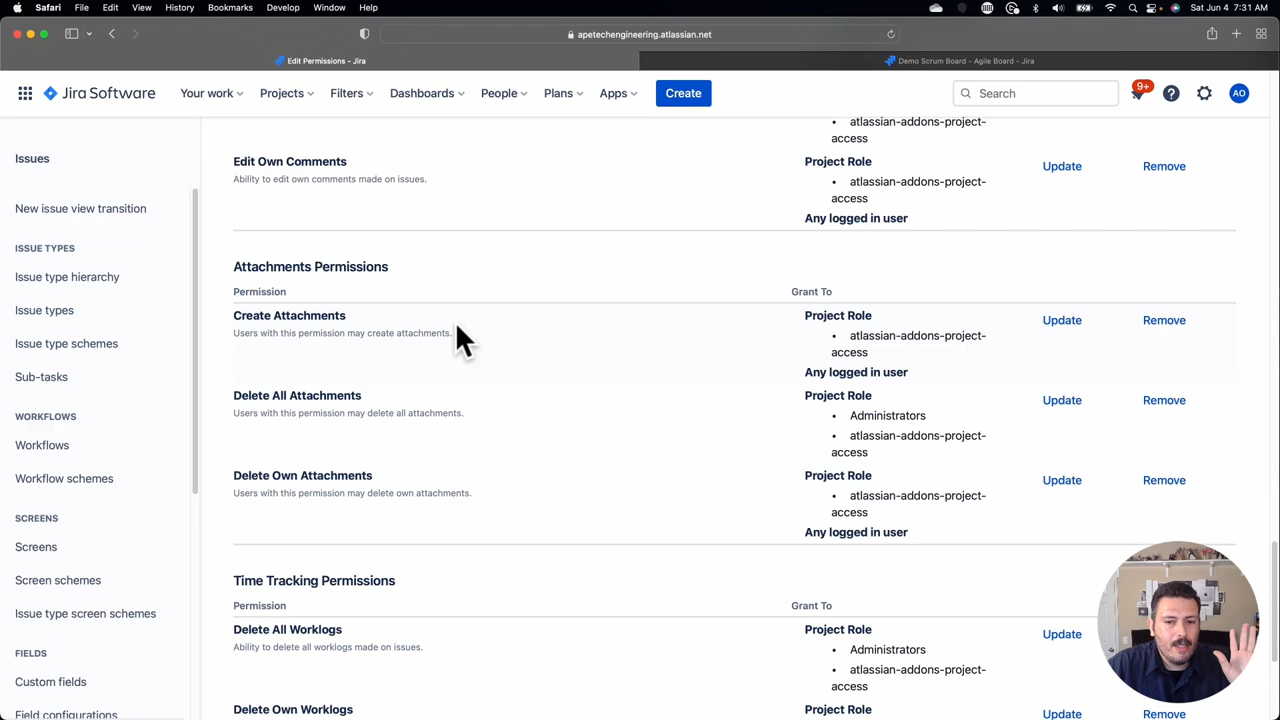 Safari File Edit View History Bookmarks Develop Window Help
Sat Jun 4 7:31 AM
apetechengineering.atlassian.net
Edit Permissions - Jira
Demo Scrum Board - Agile Board - Jira
Jira Software
Your work Projects Filters Dashboards People Plans Apps Create
Search
9+
AO
Issues
New issue view transition
ISSUE TYPES
Issue type hierarchy
Issue types
Issue type schemes
Sub-tasks
WORKFLOWS
Workflows
Workflow schemes
SCREENS
Screens
Screen schemes
Issue type screen schemes
FIELDS
Custom fields
Field configurations
• atlassian-addons-project-
access
Edit Own Comments
Ability to edit own comments made on issues.
Project Role
• atlassian-addons-project-
access
Any logged in user
Update Remove
Attachments Permissions
Permission Grant To
Create Attachments
Users with this permission may create attachments.
Project Role
• atlassian-addons-project-
access
Any logged in user
Update Remove
Delete All Attachments
Users with this permission may delete all attachments.
Project Role
• Administrators
• atlassian-addons-project-
access
Update Remove
Delete Own Attachments
Users with this permission may delete own attachments.
Project Role
• atlassian-addons-project-
access
Any logged in user
Update Remove
Time Tracking Permissions
Permission Grant To
Delete All Worklogs
Ability to delete all worklogs made on issues.
Project Role
• Administrators
• atlassian-addons-project-
access
Update
Delete Own Worklogs
Project Role
Update Remove